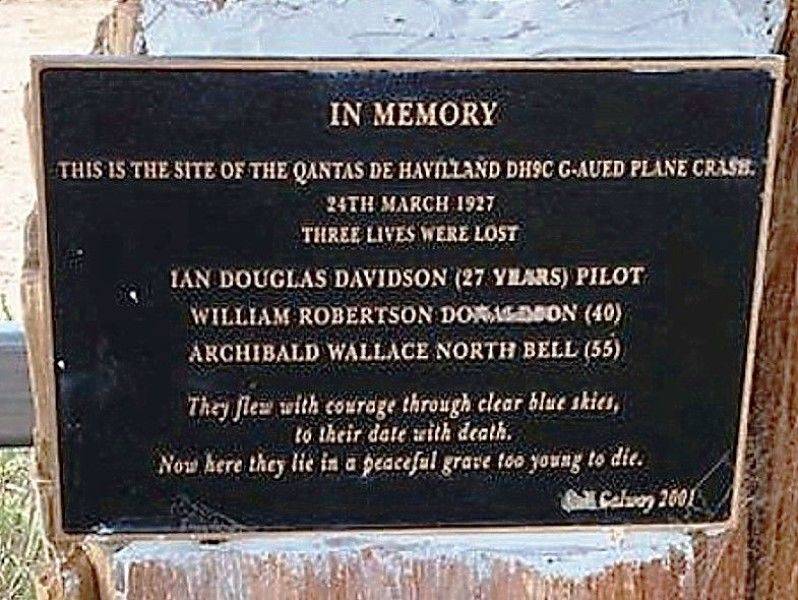 IN MEMORY
THIS IS THE SITE OF THE QANTAS DE HAVILLAND DH9C G-AUED PLANE CRASH.
24TH MARCH 1927
THREE LIVES WERE LOST
IAN DOUGLAS DAVIDSON (27 YEARS) PILOT
WILLIAM ROBERTSON DONALDSON (40)
ARCHIBALD WALLACE NORTH BELL (55)
They flew with courage through clear blue skies,
to their date with death.
Now here they lie in a peaceful grave too young to die.
Galway 2001